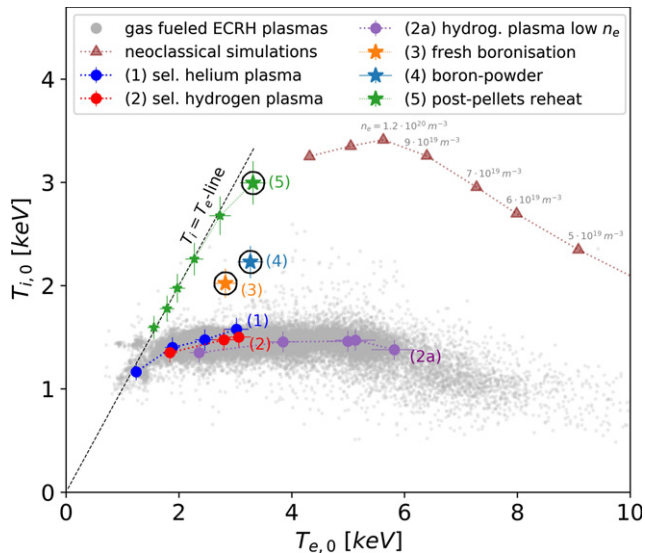 gas fueled ECRH plasmas
neoclassical simulations
(1) sel. helium plasma
(2) sel. hydrogen plasma
(2a) hydrog. plasma low nₑ
(3) fresh boronisation
(4) boron-powder
(5) post-pellets reheat
nₑ = 1.2 · 10²⁰ m⁻³
9 · 10¹⁹ m⁻³
7 · 10¹⁹ m⁻³
6 · 10¹⁹ m⁻³
5 · 10¹⁹ m⁻³
Tᵢ = Tₑ-line
(5)
(4)
(3)
(1)
(2)
(2a)
4
3
2
1
0
T_{i,0} [keV]
0 2 4 6 8 10
T_{e,0} [keV]